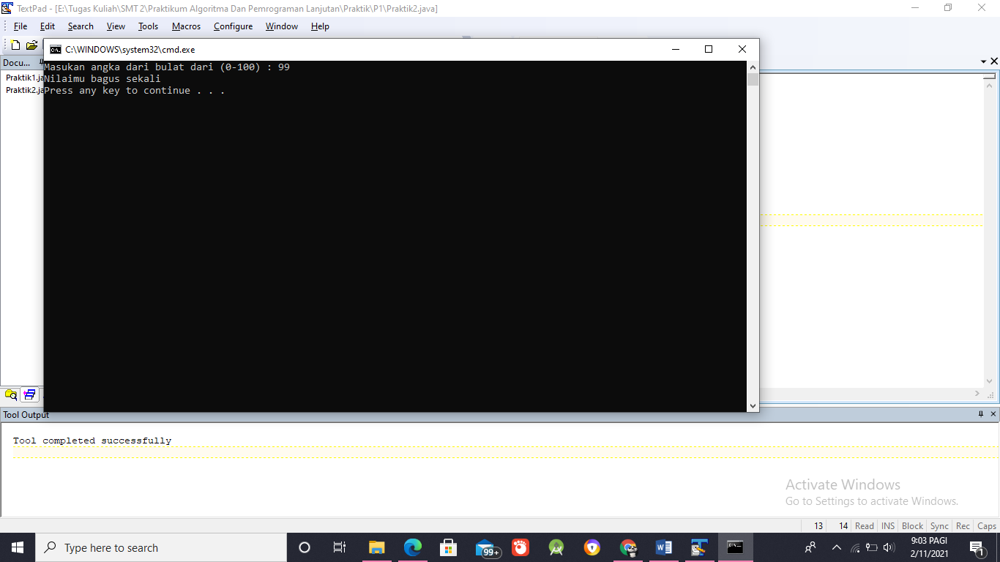 TextPad - [E:\Tugas Kuliah\SMT 2\Praktikum Algoritma Dan Pemrograman Lanjutan\Praktik\P1\Praktik2.java]
File Edit Search View Tools Macros Configure Window Help
C:\WINDOWS\system32\cmd.exe
Docu...
Praktik1.ja
Praktik2.ja
Masukan angka dari bulat dari (0-100) : 99
Nilaimu bagus sekali
Press any key to continue . . .
Tool Output
Tool completed successfully
Activate Windows
Go to Settings to activate Windows.
13 14 Read INS Block Sync Rec Caps
Type here to search
99+
9:03 PAGI
2/11/2021
1